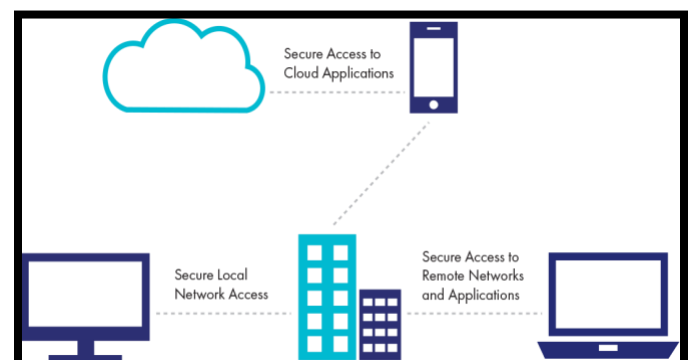 Secure Access to
Cloud Applications
Secure Local
Network Access
Secure Access to
Remote Networks
and Applications